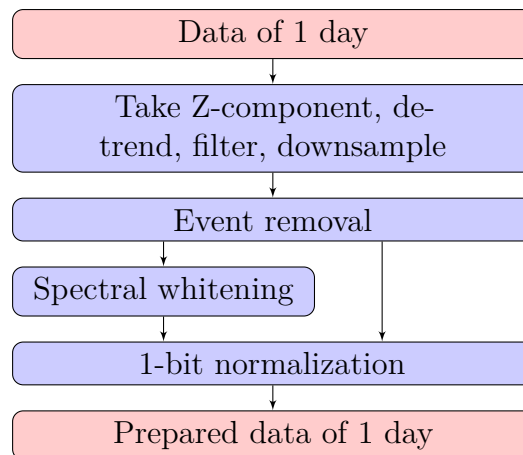 Data of 1 day
Take Z-component, de-
trend, filter, downsample
Event removal
Spectral whitening
1-bit normalization
Prepared data of 1 day